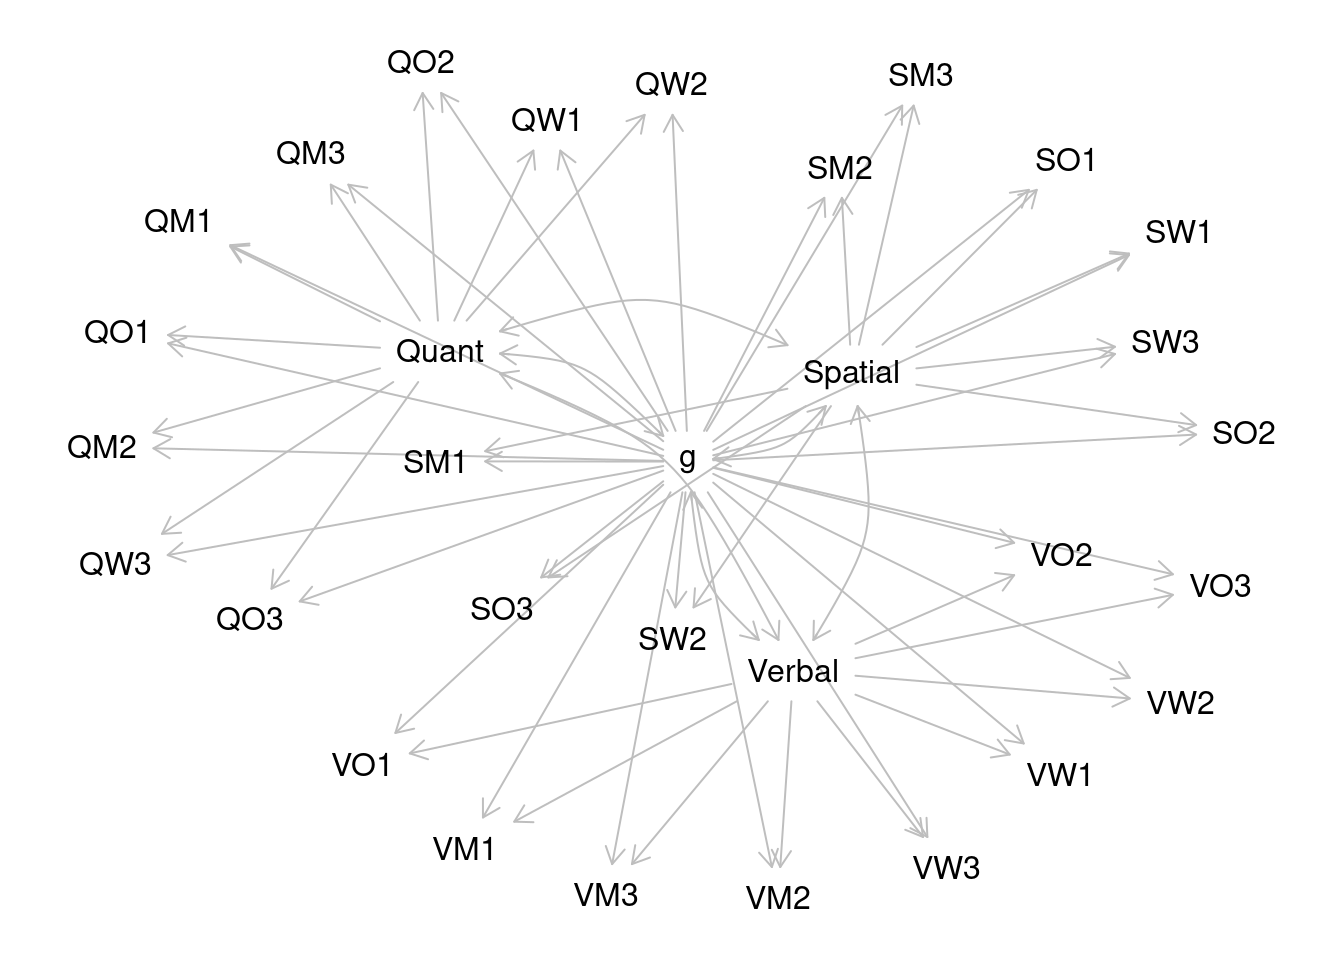 QO2
SM3
QW2
QW1
QM3
SO1
SM2
QM1
SW1
QO1
SW3
Quant
Spatial
SO2
QM2
g
SM1
VO2
QW3
VO3
SO3
QO3
SW2
Verbal
VW2
VO1
VW1
VM1
VW3
VM3
VM2